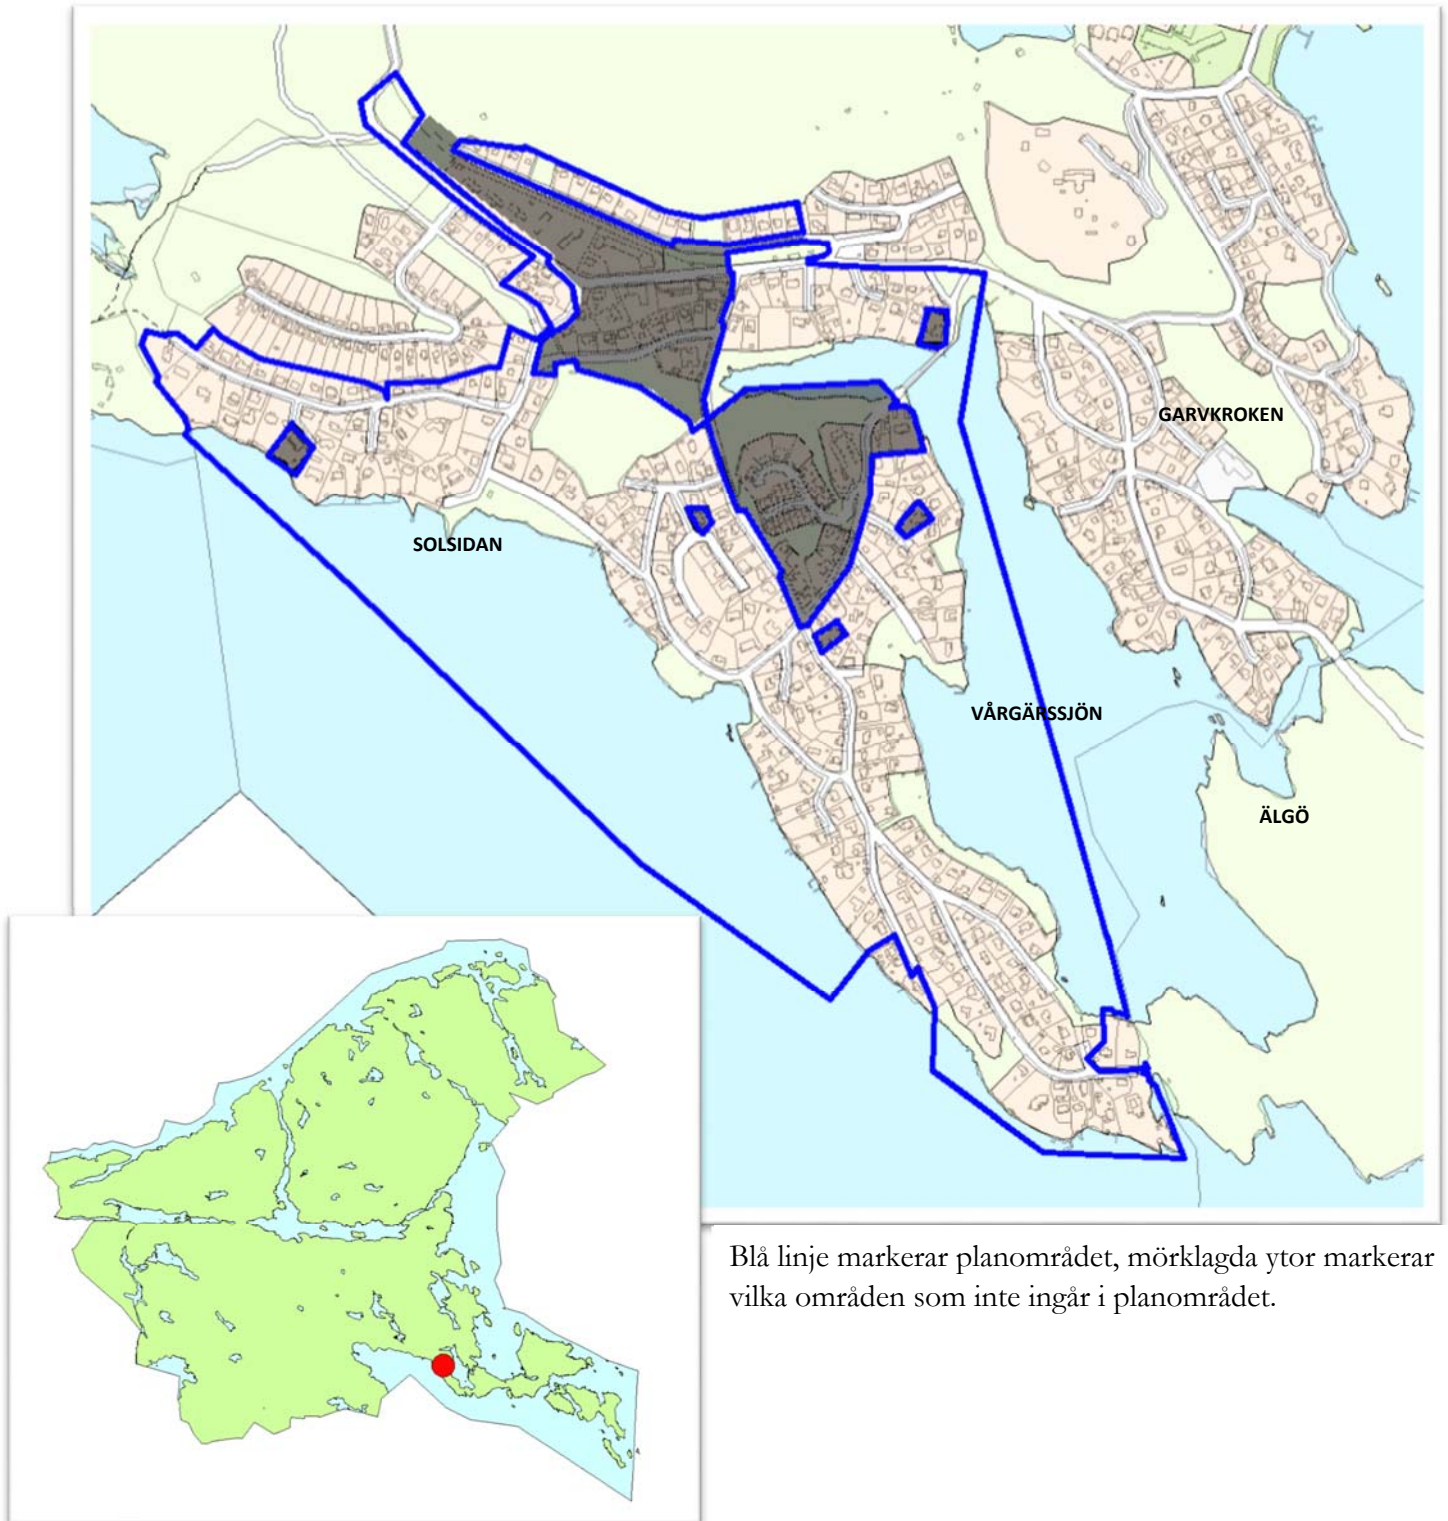 GARVKROKEN
SOLSIDAN
VÅRGÄRSSJÖN
ÄLGÖ
Blå linje markerar planområdet, mörklagda ytor markerar
vilka områden som inte ingår i planområdet.